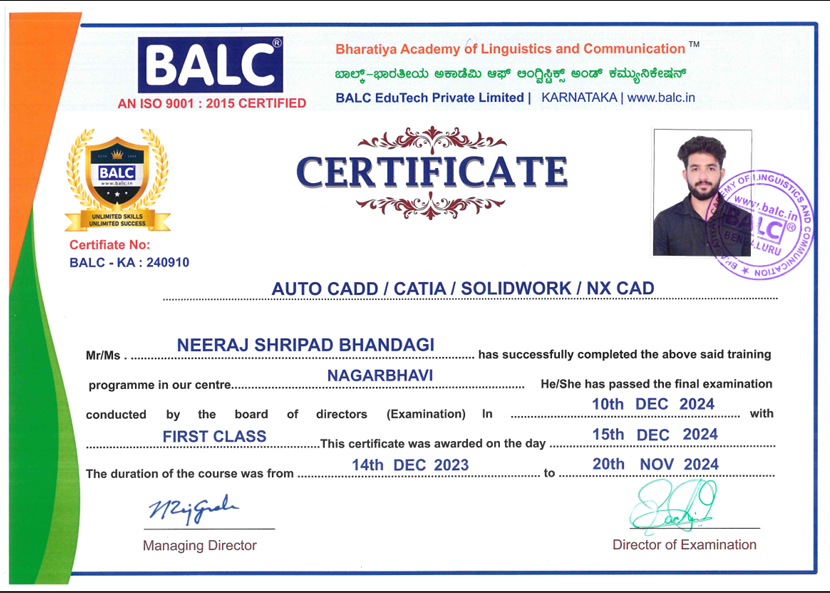 BALC®
AN ISO 9001 : 2015 CERTIFIED
Bharatiya Academy of Linguistics and Communication ™
ಬಾಲ್ಕ್-ಭಾರತೀಯ ಅಕಾಡೆಮಿ ಆಫ್ ಲಿಂಗ್ವಿಸ್ಟಿಕ್ಸ್ ಅಂಡ್ ಕಮ್ಯುನಿಕೇಷನ್
BALC EduTech Private Limited | KARNATAKA | www.balc.in
BALC
www.balc.in
UNLIMITED SKILLS
UNLIMITED SUCCESS
CERTIFICATE
Certifiate No:
BALC - KA : 240910
www.balc.in
BALC®
BENGALURU
AUTO CADD / CATIA / SOLIDWORK / NX CAD
Mr/Ms . NEERAJ SHRIPAD BHANDAGI has successfully completed the above said training
programme in our centre. NAGARBHAVI He/She has passed the final examination
conducted by the board of directors (Examination) In 10th DEC 2024 with
FIRST CLASS This certificate was awarded on the day 15th DEC 2024
The duration of the course was from 14th DEC 2023 to 20th NOV 2024
Managing Director
Director of Examination